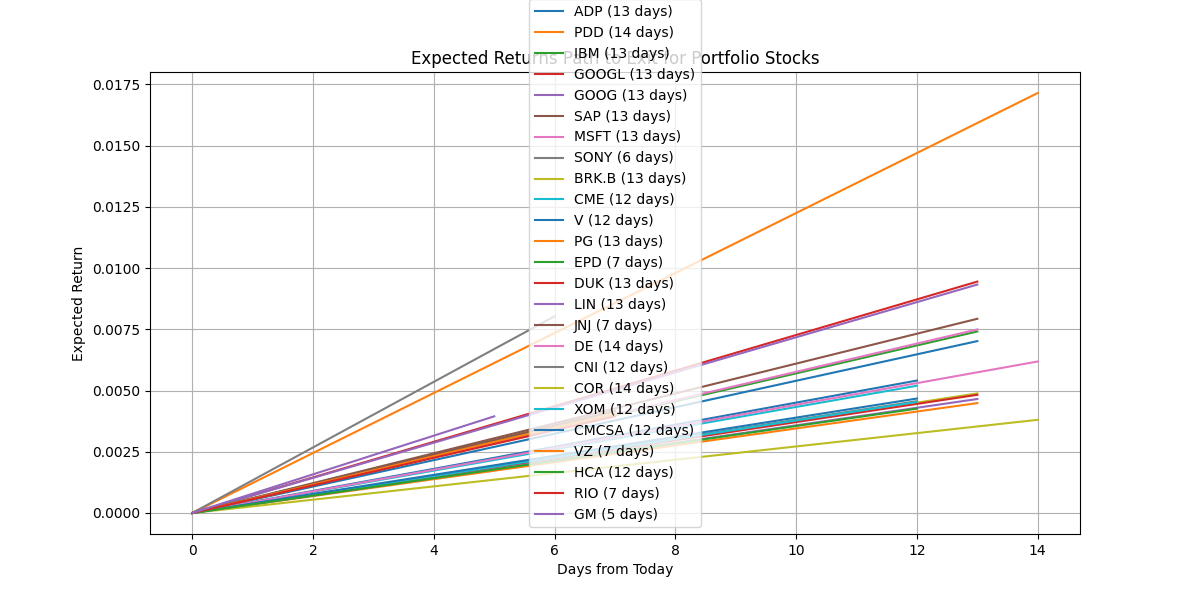 Expected Returns Path to Exit for Portfolio Stocks
ADP (13 days)
PDD (14 days)
IBM (13 days)
GOOGL (13 days)
GOOG (13 days)
SAP (13 days)
MSFT (13 days)
SONY (6 days)
BRK.B (13 days)
CME (12 days)
V (12 days)
PG (13 days)
EPD (7 days)
DUK (13 days)
LIN (13 days)
JNJ (7 days)
DE (14 days)
CNI (12 days)
COR (14 days)
XOM (12 days)
CMCSA (12 days)
VZ (7 days)
HCA (12 days)
RIO (7 days)
GM (5 days)
Expected Return
0.0175
0.0150
0.0125
0.0100
0.0075
0.0050
0.0025
0.0000
0 2 4 6 8 10 12 14
Days from Today